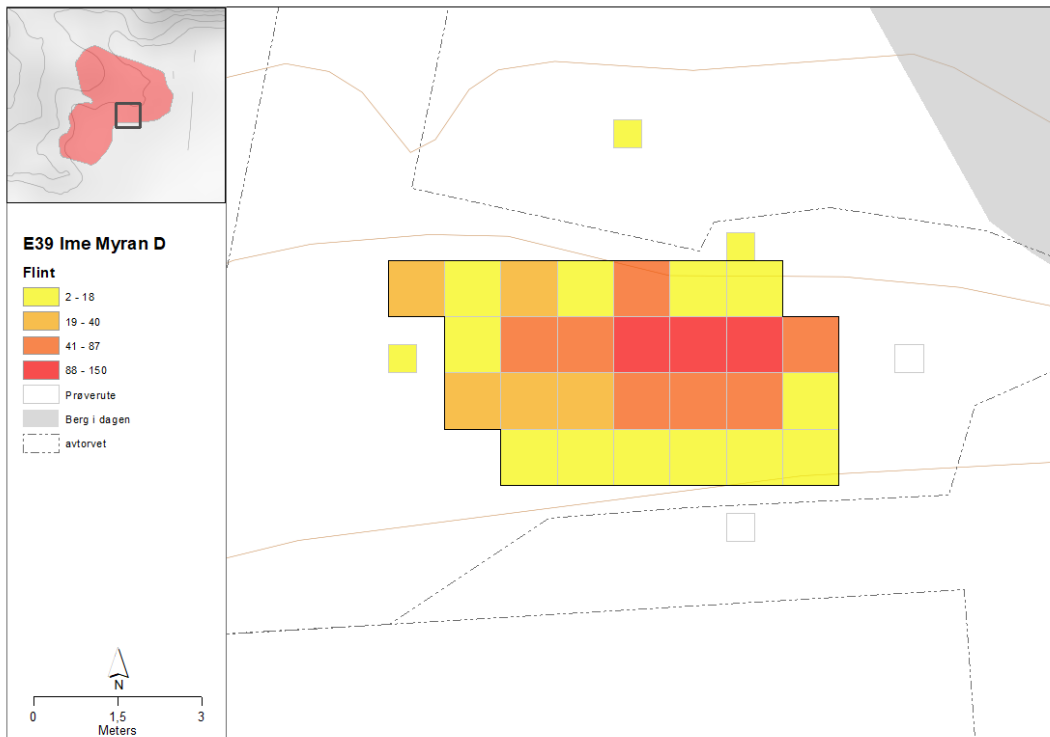 E39 Ime Myran D
Flint
2 - 18
19 - 40
41 - 87
88 - 150
Prøverute
Berg i dagen
avtorvet
N
0 1,5 3
Meters